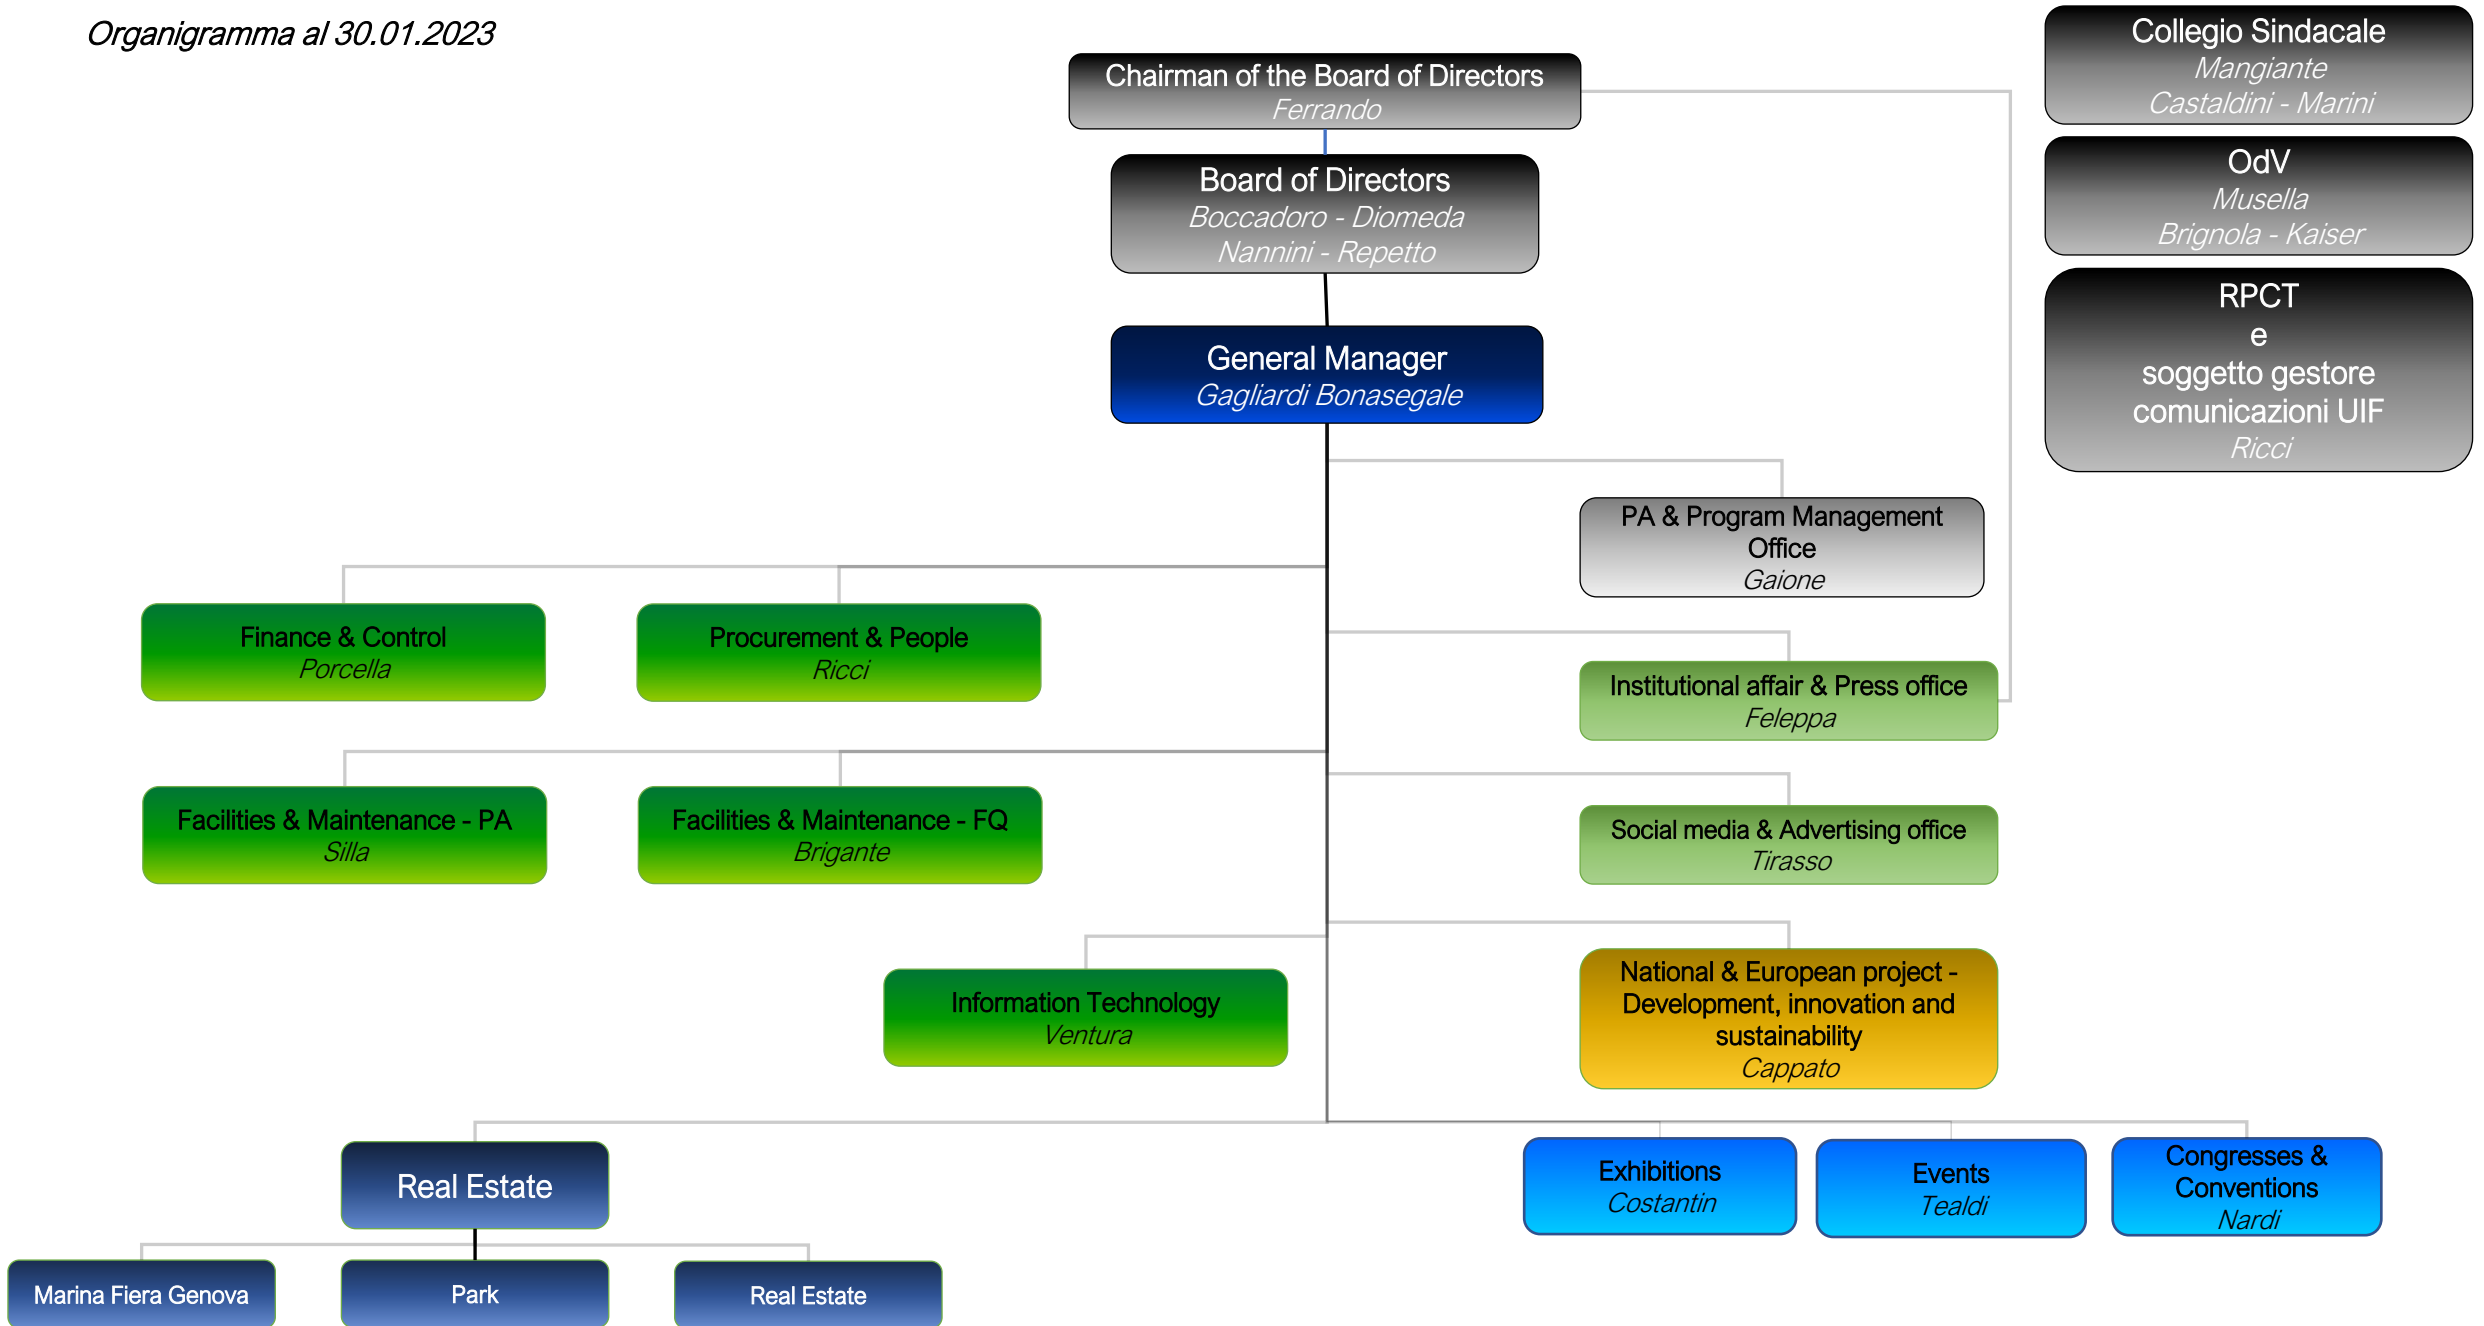 Organigramma al 30.01.2023
Chairman of the Board of Directors
Ferrando
Board of Directors
Boccadoro - Diomeda
Nannini - Repetto
General Manager
Gagliardi Bonasegale
Collegio Sindacale
Mangiante
Castaldini - Marini
OdV
Musella
Brignola - Kaiser
RPCT
e
soggetto gestore
comunicazioni UIF
Ricci
PA & Program Management
Office
Gaione
Finance & Control
Porcella
Procurement & People
Ricci
Institutional affair & Press office
Feleppa
Facilities & Maintenance - PA
Silla
Facilities & Maintenance - FQ
Brigante
Social media & Advertising office
Tirasso
Information Technology
Ventura
National & European project -
Development, innovation and
sustainability
Cappato
Real Estate
Exhibitions
Costantin
Events
Tealdi
Congresses &
Conventions
Nardi
Marina Fiera Genova
Park
Real Estate